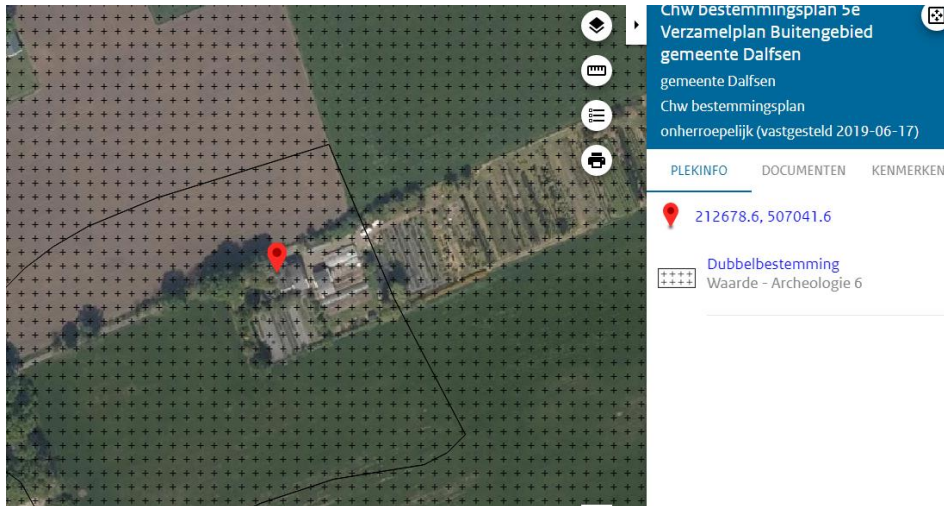 Chw bestemmingsplan 5e
Verzamelplan Buitengebied
gemeente Dalfsen
gemeente Dalfsen
Chw bestemmingsplan
onherroepelijk (vastgesteld 2019-06-17)
PLEKINFO DOCUMENTEN KENMERKEN
212678.6, 507041.6
Dubbelbestemming
Waarde - Archeologie 6